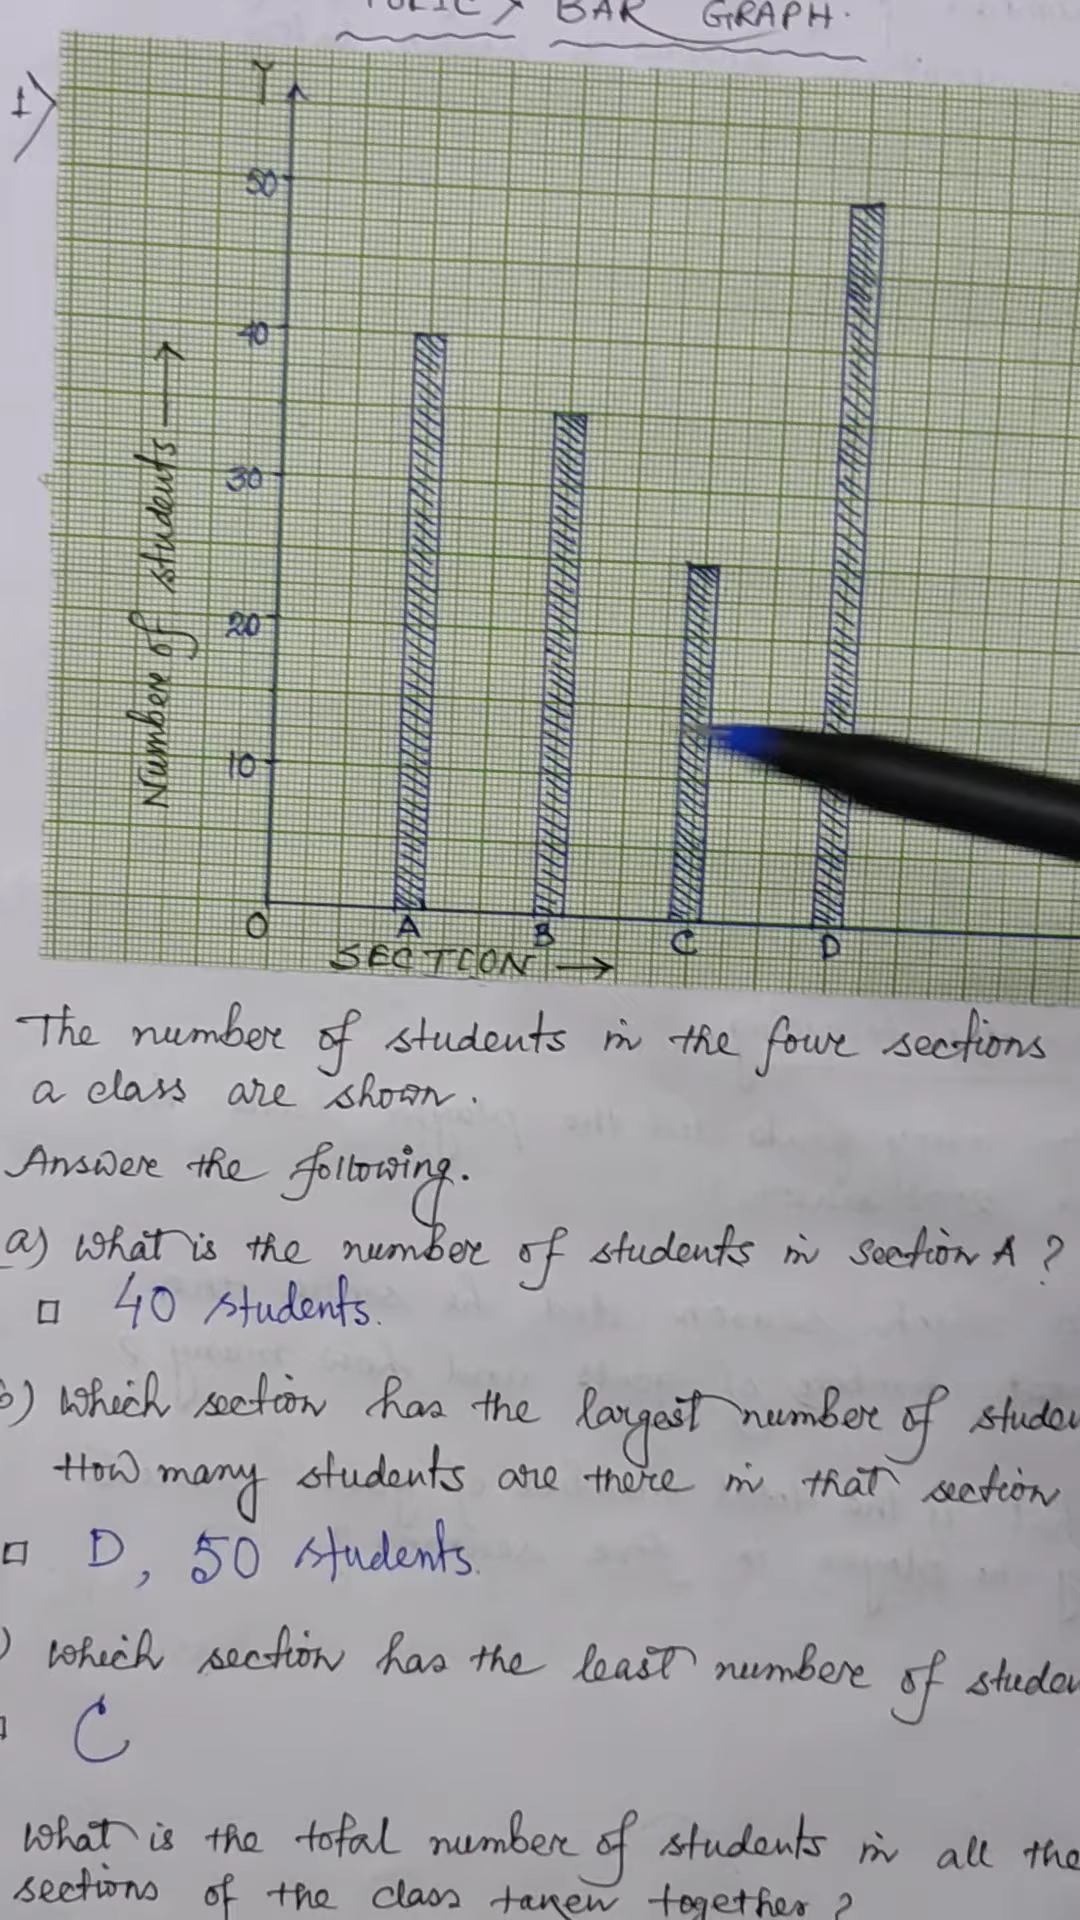 TOPIC > BAR GRAPH.
1)
Y
50
40
30
20
10
O
Number of students →
A B C D
SECTION →
The number of students in the four sections
a class are shown.
Answer the following.
a) What is the number of students in section A?
40 students.
b) Which section has the largest number of studen
How many students are there in that section
D, 50 students.
) Which section has the least number of studen
C
What is the total number of students in all the
sections of the class taken together?